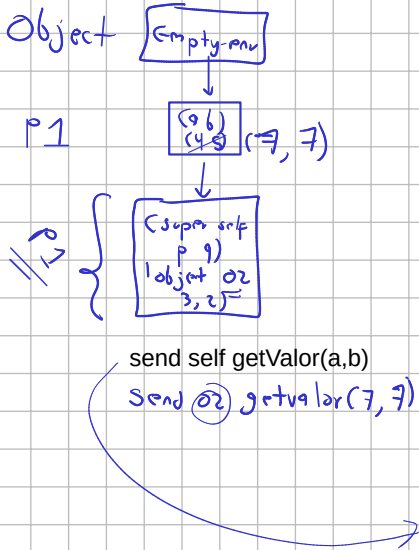 Object
Empty-env
P1
(a b)
(4 5) (7, 7)
(super self
p q)
'object o2
3, 2)
send self getValor(a,b)
send o2 getvalor(7, 7)